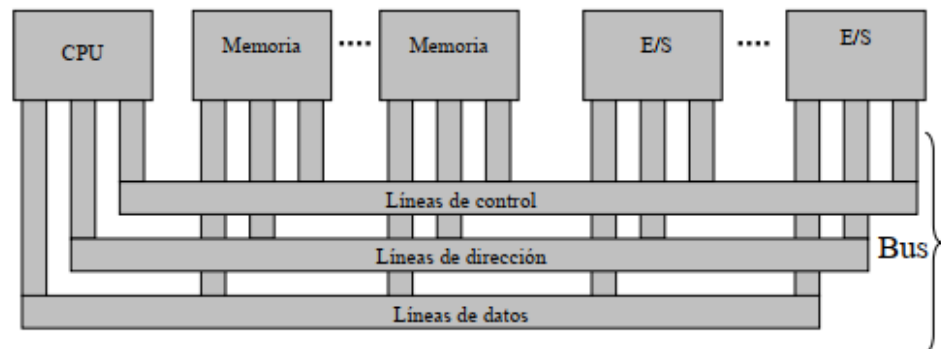 CPU
Memoria
....
Memoria
E/S
....
E/S
Líneas de control
Líneas de dirección
Bus
Líneas de datos